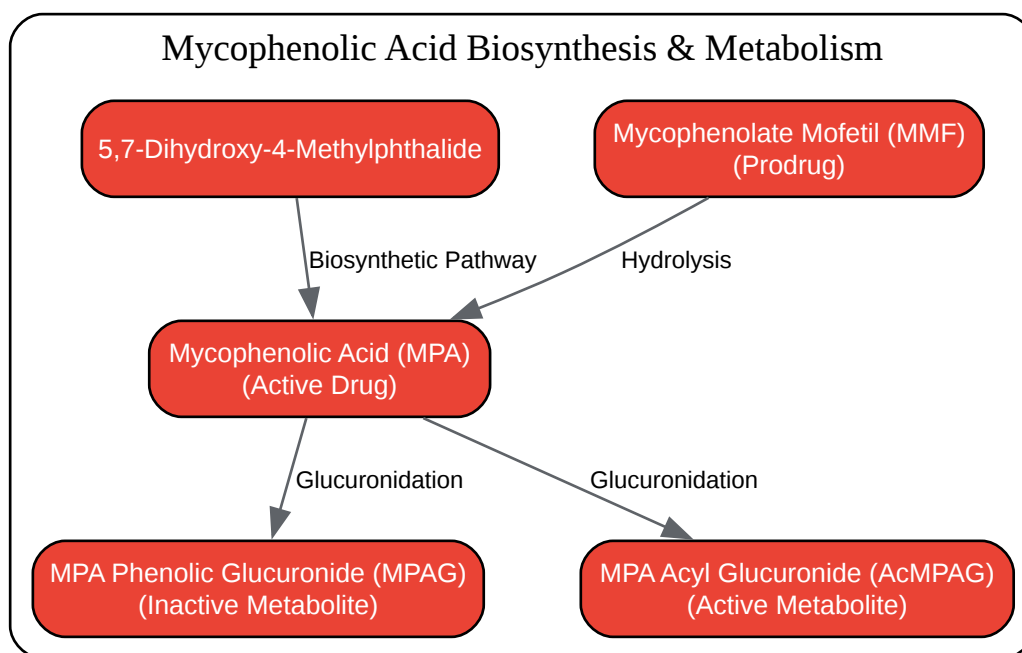 Mycophenolic Acid Biosynthesis & Metabolism
5,7-Dihydroxy-4-Methylphthalide
Mycophenolate Mofetil (MMF)
(Prodrug)
Biosynthetic Pathway
Hydrolysis
Mycophenolic Acid (MPA)
(Active Drug)
Glucuronidation
Glucuronidation
MPA Phenolic Glucuronide (MPAG)
(Inactive Metabolite)
MPA Acyl Glucuronide (AcMPAG)
(Active Metabolite)